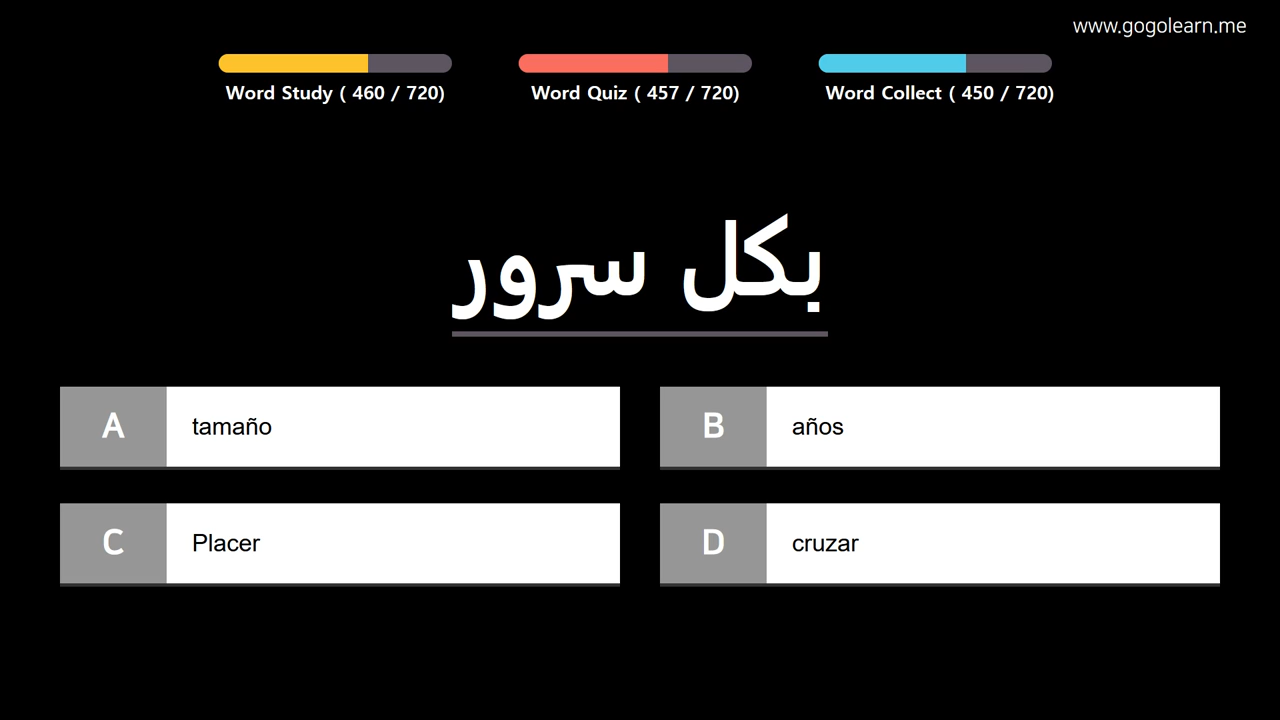 www.gogolearn.me
Word Study ( 460 / 720)
Word Quiz ( 457 / 720)
Word Collect ( 450 / 720)
بكل سرور
A
tamaño
B
años
C
Placer
D
cruzar